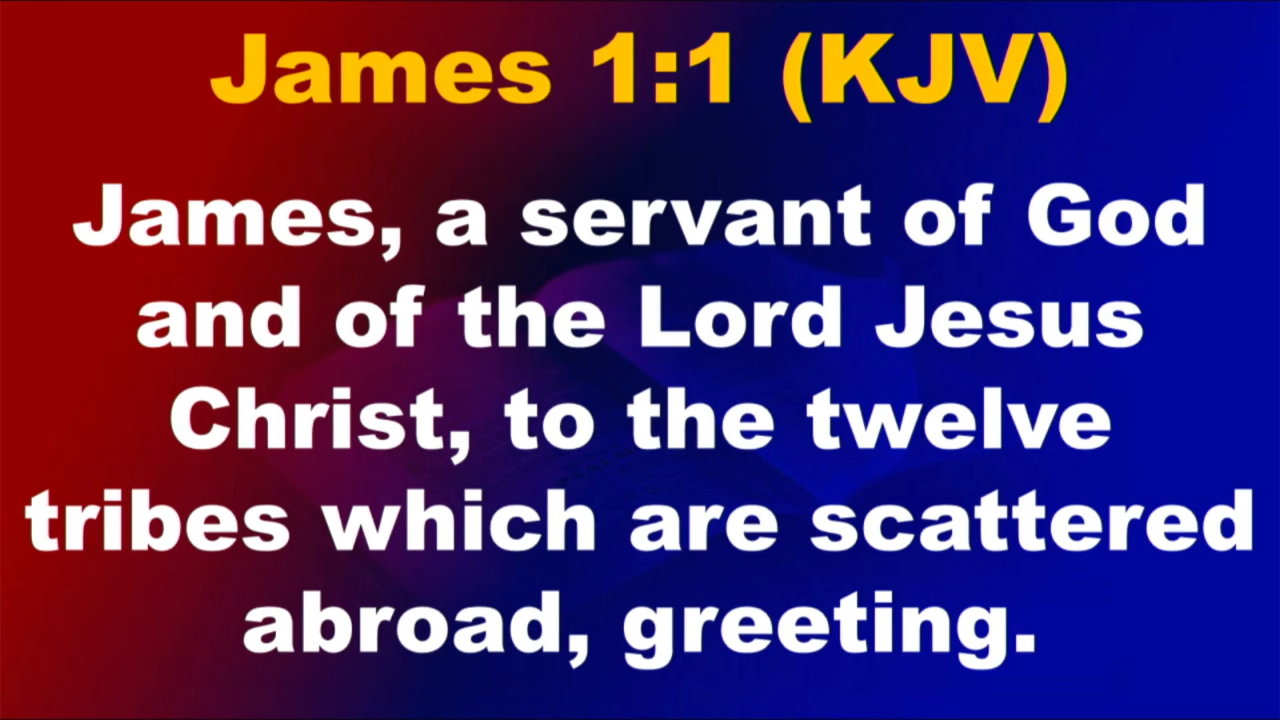 James 1:1 (KJV)
James, a servant of God
and of the Lord Jesus
Christ, to the twelve
tribes which are scattered
abroad, greeting.